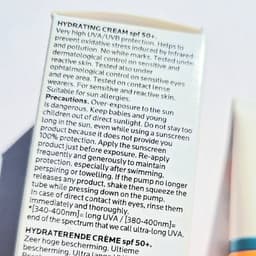 HYDRATING CREAM spf 50+.
Very high UVA/UVB protection. Helps to
prevent oxidative stress induced by Infrared
and pollution. No white marks. Tested under
dermatological control on sensitive and
reactive skin. Tested also under
ophtalmological control on sensitive eyes
and eye area. Tested on contact lense
wearers. For sensitive and reactive skin.
Suitable for sun allergies.
Precautions. Over-exposure to the sun
is dangerous. Keep babies and young
children out of direct sunlight. Do not stay too
long in the sun, even while using a sunscreen
product because it does not provide you
100% protection. Apply the sunscreen
product just before exposure. Re-apply
frequently and generously to maintain
protection, especially after swimming,
perspiring or towelling. If the pump no longer
releases any product, shake then squeeze the
tube while pressing down on the pump.
In case of direct contact with eyes, rinse them
immediately and thoroughly.
*[340-400nm]= long UVA / [380-400nm]=
end of the spectrum that we call ultra-long UVA.
HYDRATERENDE CRÈME spf 50+.
Zeer hoge bescherming. Ultieme
bescherming. Ultra lange UVA